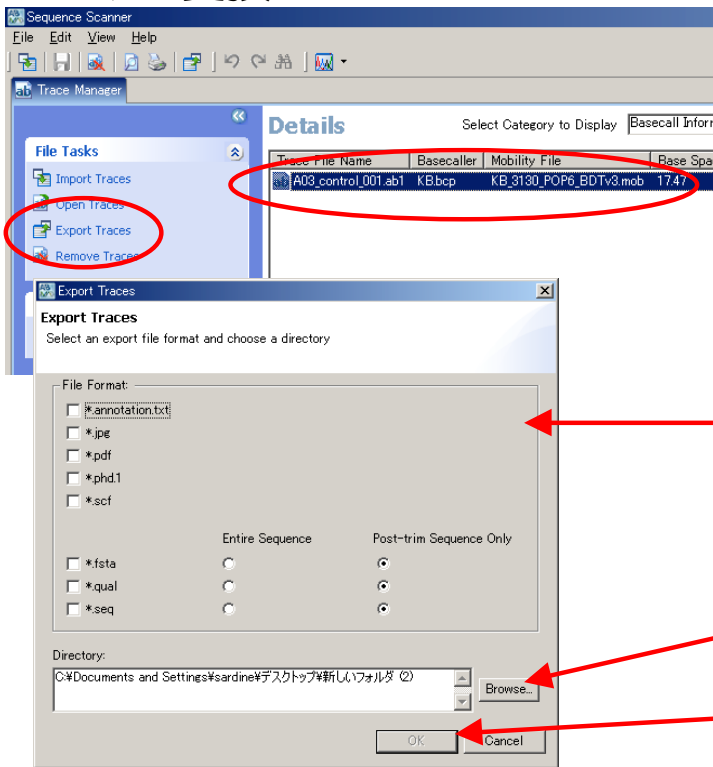 Sequence Scanner
File Edit View Help
Trace Manager
Details Select Category to Display Basecall Inforr
File Tasks
Trace File Name Basecaller Mobility File Base Spa
Import Traces
A03_control_001.ab1 KB.bcp KB_3130_POP6_BDTv3.mob 17.47
Open Traces
Export Traces
Remove Traces
Export Traces
Export Traces
Select an export file format and choose a directory
File Format:
*.annotation.txt
*.jpg
*.pdf
*.phd.1
*.scf
Entire Sequence Post-trim Sequence Only
*.fsta
*.qual
*.seq
Directory:
C:¥Documents and Settings¥sardine¥デスクトップ¥新しいフォルダ (2)
Browse...
OK Cancel